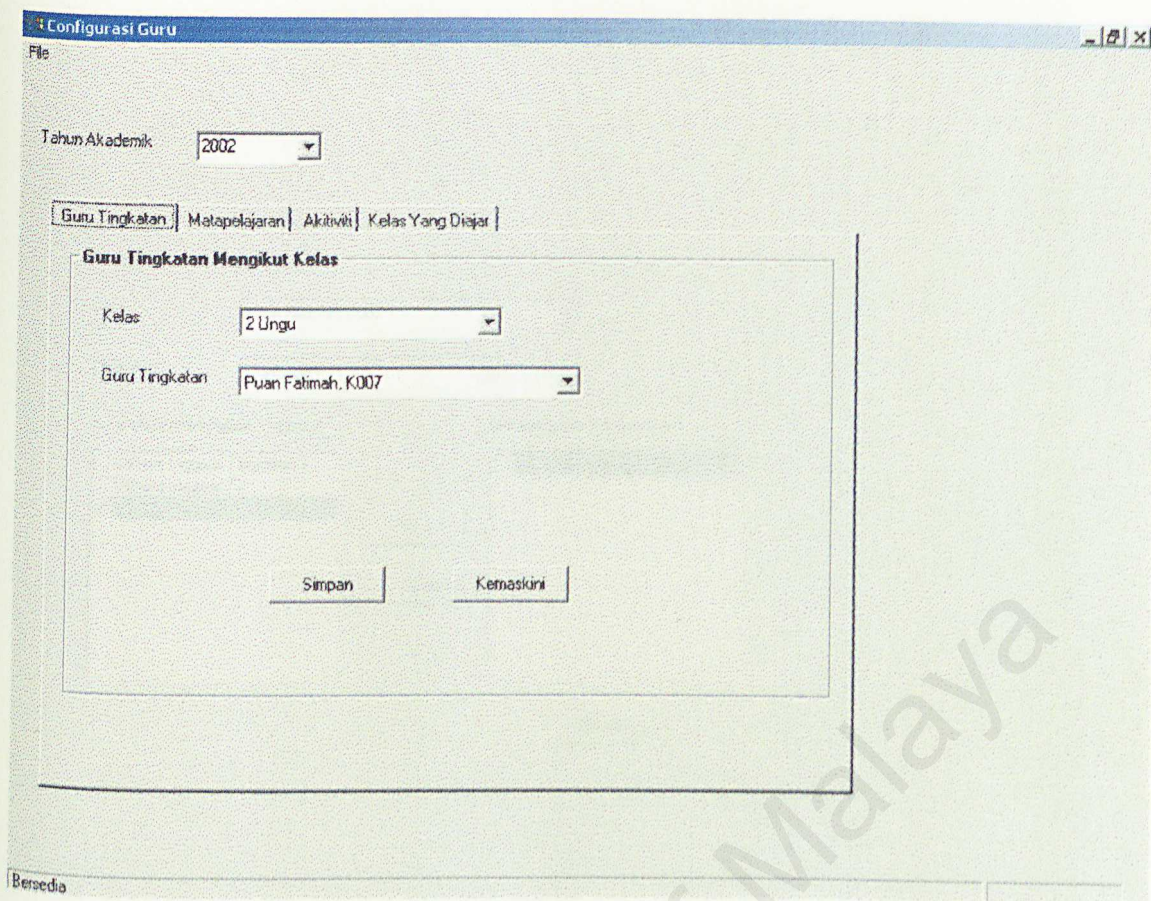 Configurasi Guru
File
Tahun Akademik 2002
Guru Tingkatan Matapelajaran Akitiviti Kelas Yang Diajar
Guru Tingkatan Mengikut Kelas
Kelas 2 Ungu
Guru Tingkatan Puan Fatimah, K007
Simpan Kemaskini
Malaya
Bersedia